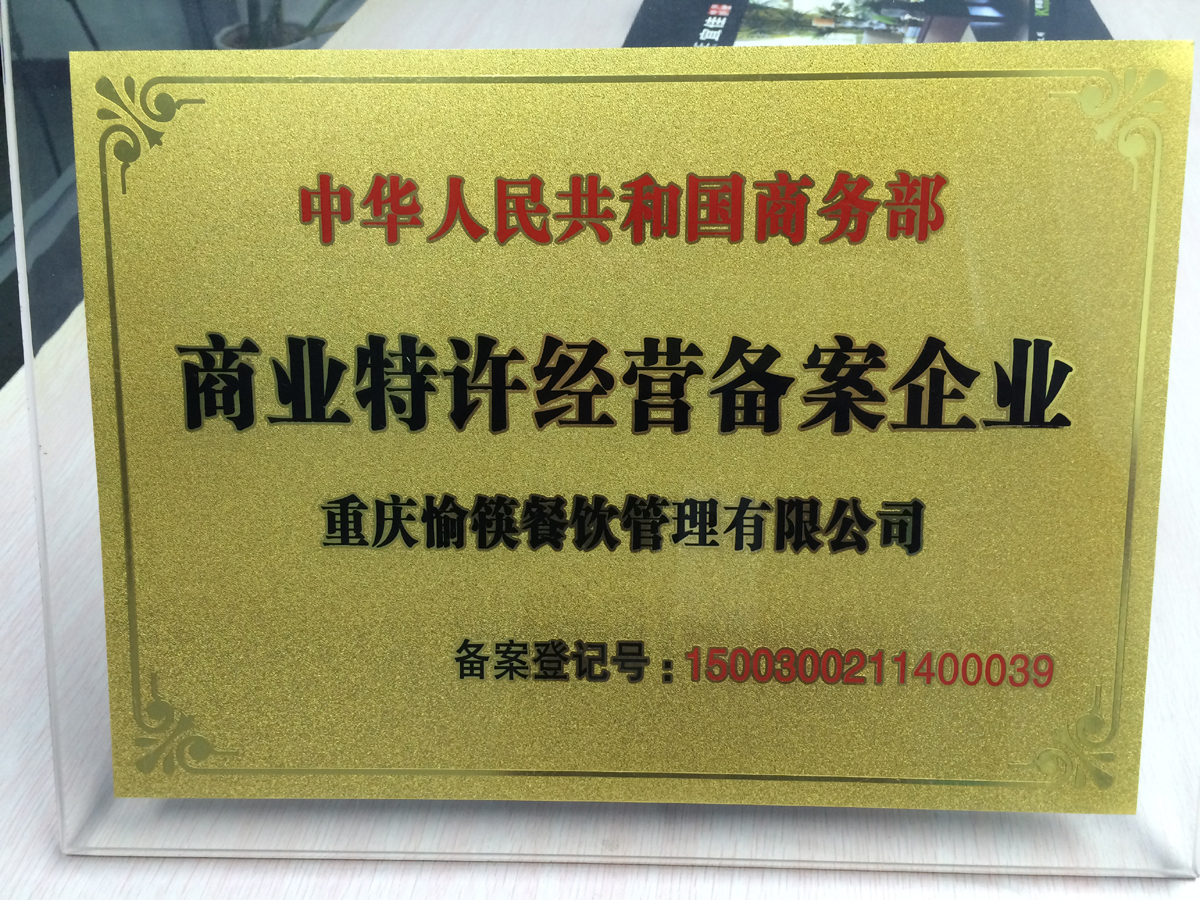 中华人民共和国商务部
商业特许经营备案企业
重庆愉筷餐饮管理有限公司
备案登记号：1500300211400039